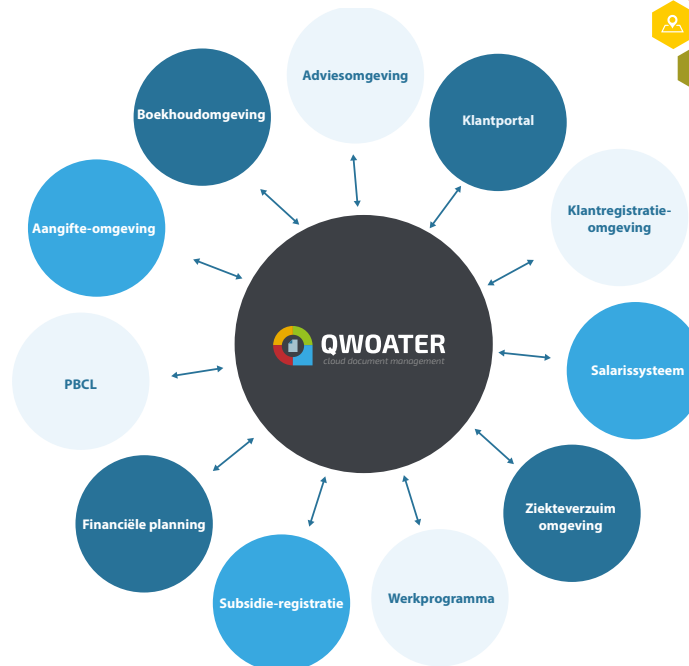 Adviesomgeving
Boekhoudomgeving
Klantportal
Klantregistratie-
omgeving
Aangifte-omgeving
QWOATER
cloud document management
Salarissysteem
PBCL
Ziekteverzuim
omgeving
Financiële planning
Werkprogramma
Subsidie-registratie